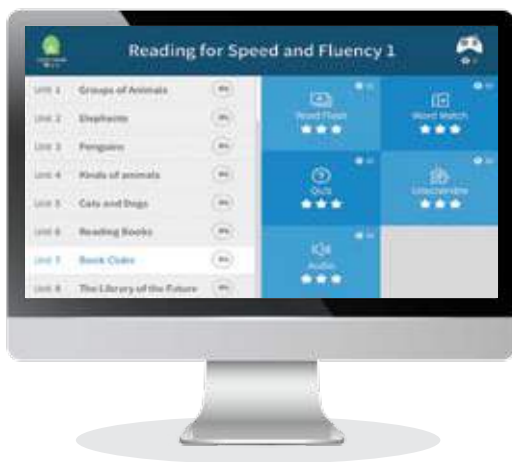 Reading for Speed and Fluency 1
Unit 1 Groups of Animals
Unit 2 Elephants
Unit 3 Penguins
Unit 4 Kinds of animals
Unit 5 Cats and Dogs
Unit 6 Reading Books
Unit 7 Book Clubs
Unit 8 The Library of the Future
Word Flash
Word Match
Quiz
Unscramble
Audio